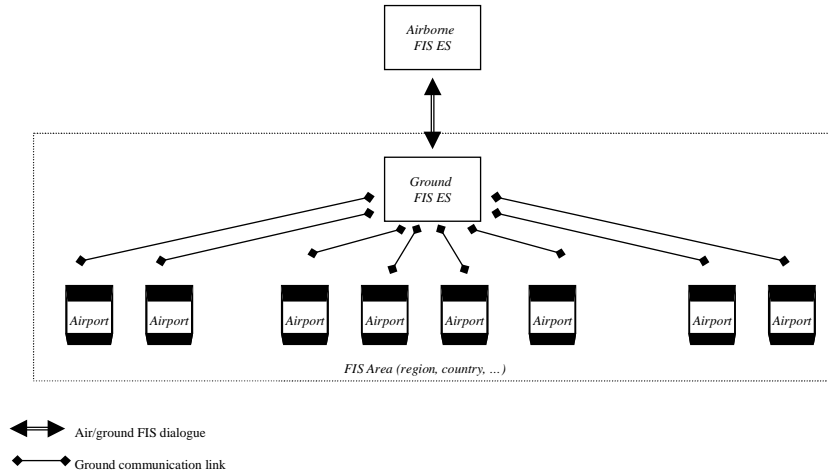 Airborne
FIS ES
Ground
FIS ES
Airport Airport Airport Airport Airport Airport Airport Airport
FIS Area (region, country, ...)
Air/ground FIS dialogue
Ground communication link